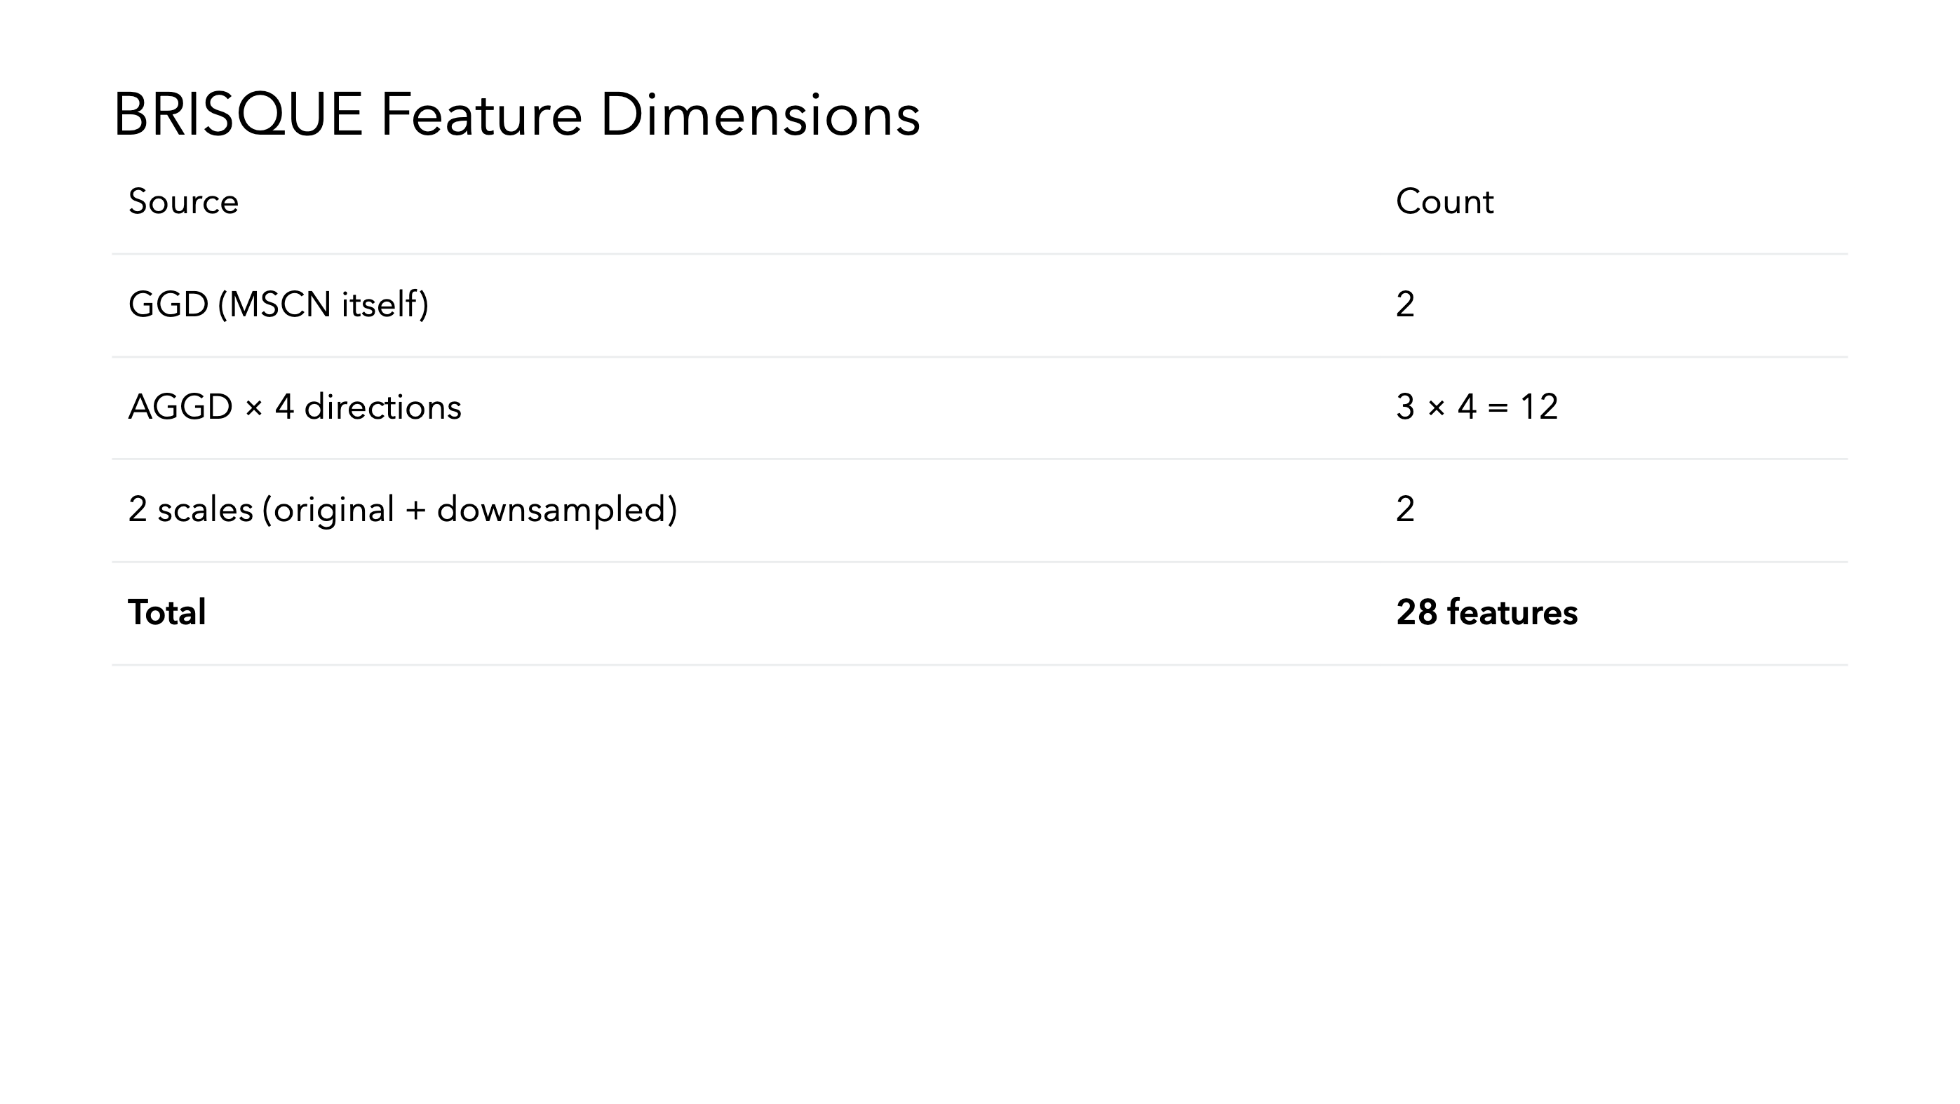 BRISQUE Feature Dimensions
Source Count
GGD (MSCN itself) 2
AGGD × 4 directions 3 × 4 = 12
2 scales (original + downsampled) 2
Total 28 features